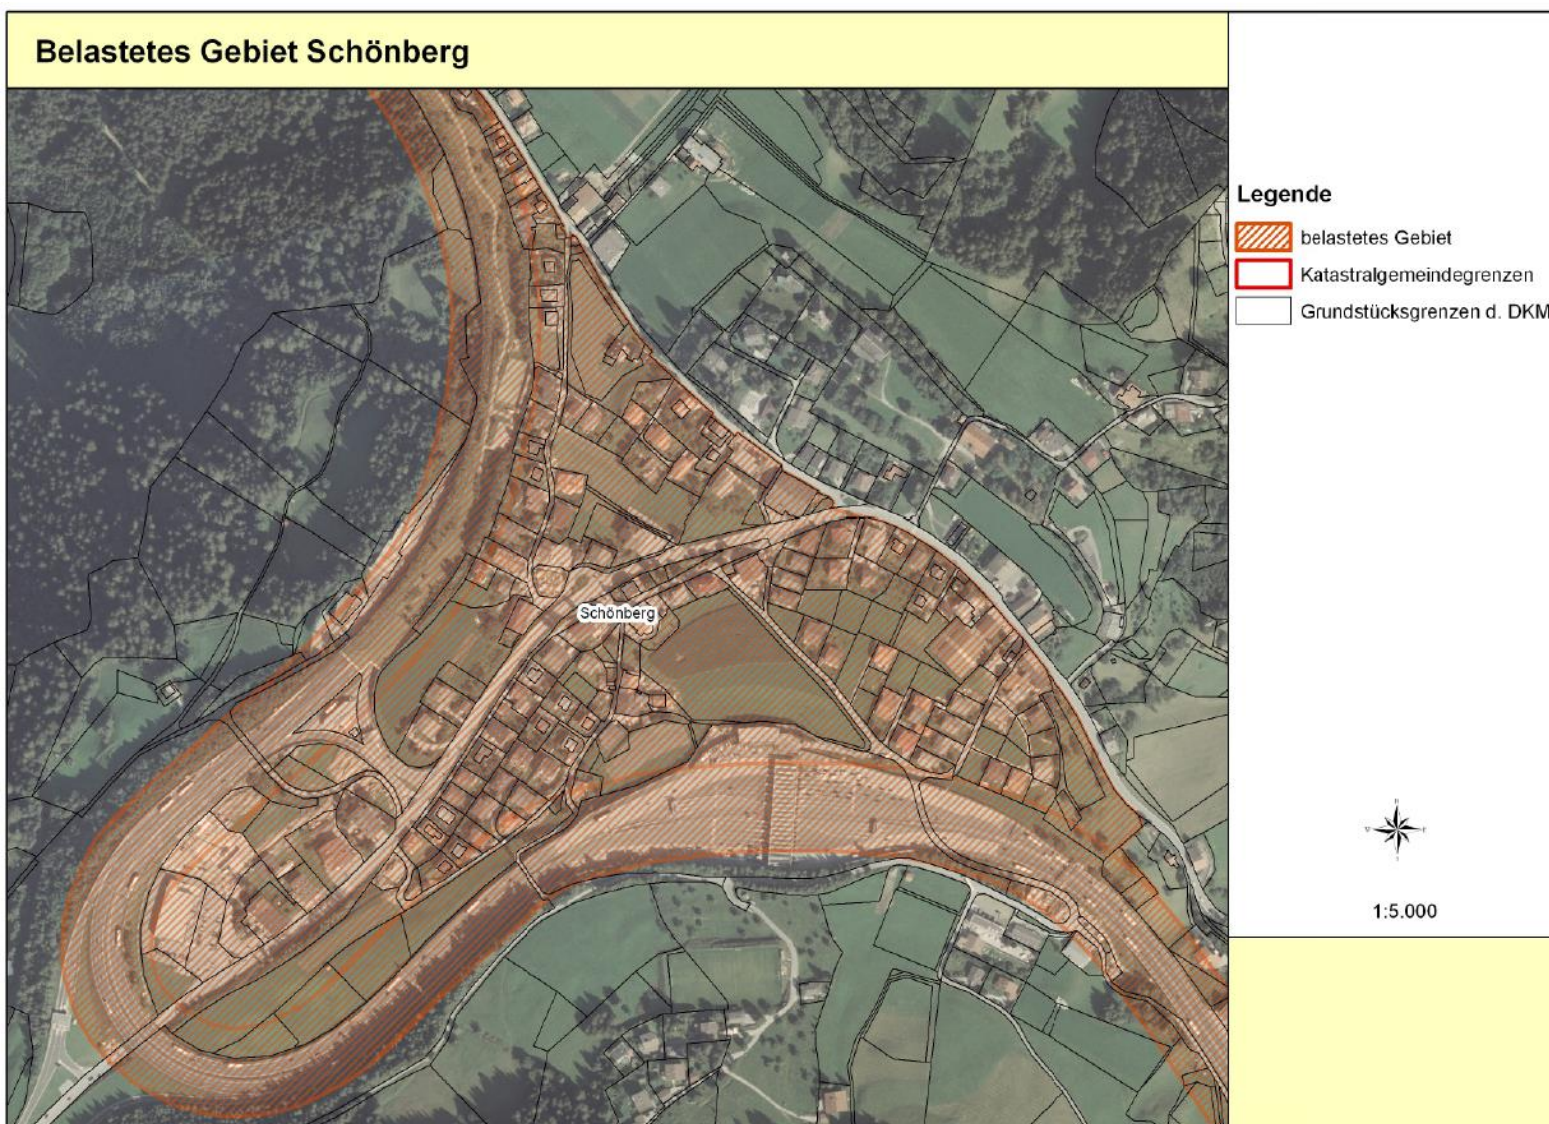 Belastetes Gebiet Schönberg
Legende
belastetes Gebiet
Katastralgemeindegrenzen
Grundstücksgrenzen d. DKM
Schönberg
1:5.000